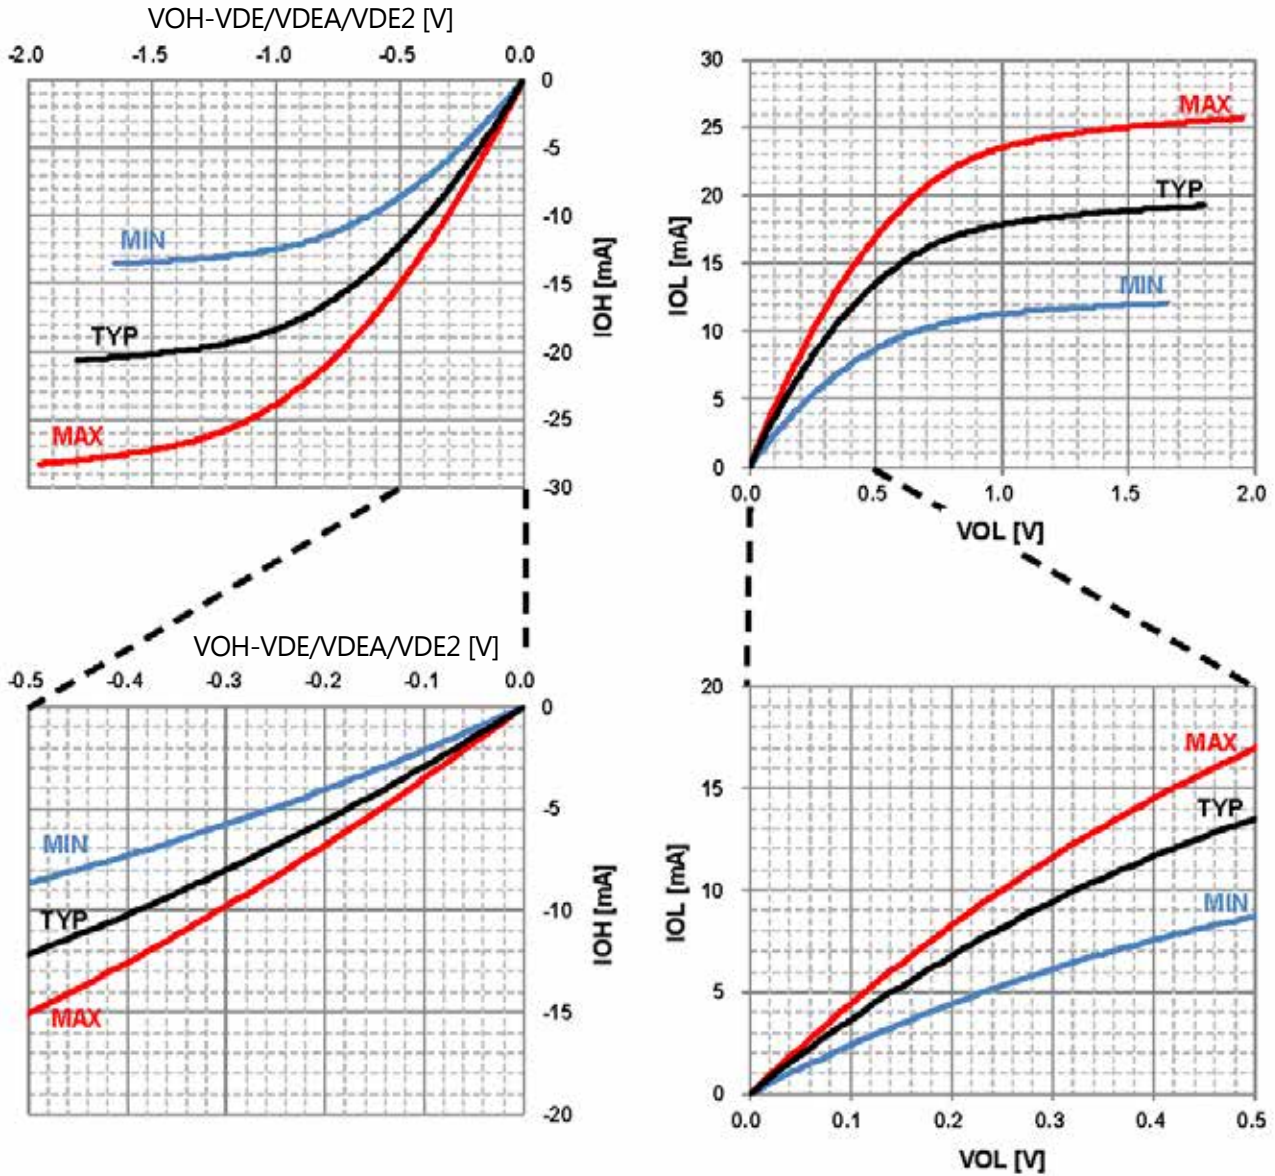 VOH-VDE/VDEA/VDE2 [V]
-2.0 -1.5 -1.0 -0.5 0.0
0
-5
-10
-15
-20
-25
-30
IOH [mA]
MIN
TYP
MAX
30
25
20
15
10
5
0
IOL [mA]
MAX
TYP
MIN
0.0 0.5 1.0 1.5 2.0
VOL [V]
VOH-VDE/VDEA/VDE2 [V]
-0.5 -0.4 -0.3 -0.2 -0.1 0.0
0
-5
-10
-15
-20
IOH [mA]
MIN
TYP
MAX
20
15
10
5
0
IOL [mA]
MAX
TYP
MIN
0.0 0.1 0.2 0.3 0.4 0.5
VOL [V]